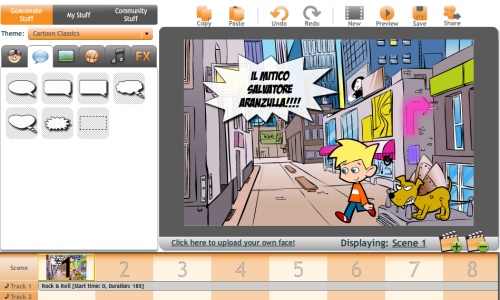 GoAnimate Stuff
My Stuff
Community Stuff
Theme: Cartoon Classics
FX
Copy
Paste
Undo
Redo
New
Preview
Save
Share
IL MITICO
SALVATORE
ARANZULLA!!!!
Click here to upload your own face!
Displaying: Scene 1
Scene
1 2 3 4 5 6 7 8
Track 1
Rock & Roll [Start time: 0, Duration: 185]
Track 2